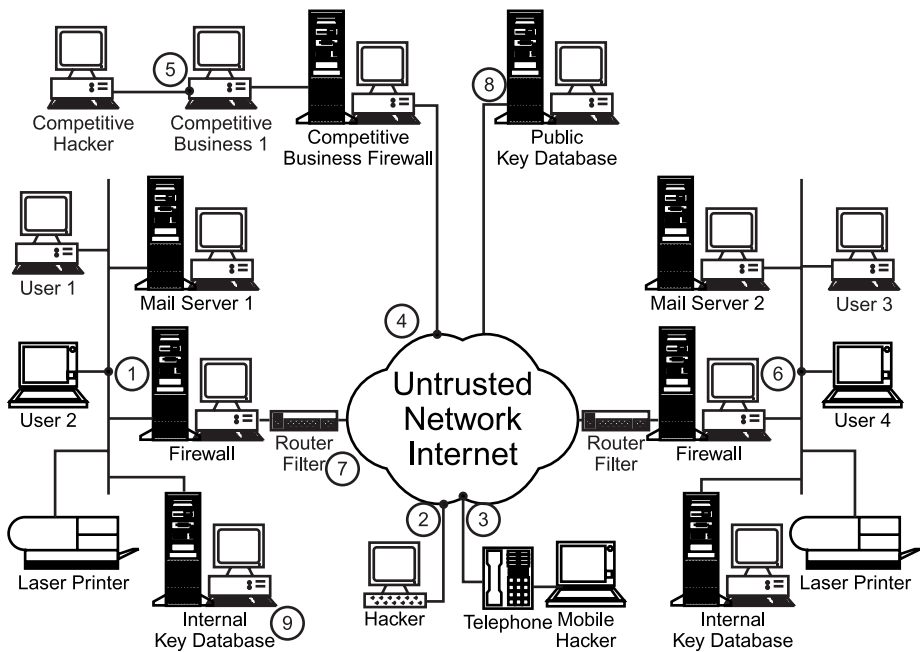 5
8
Competitive
Hacker
Competitive
Business 1
Competitive
Business Firewall
Public
Key Database
User 1
Mail Server 1
Mail Server 2
User 3
4
1
6
User 2
Firewall
Router
Filter
7
Untrusted
Network
Internet
Router
Filter
Firewall
User 4
2
3
Laser Printer
Internal
Key Database
9
Hacker
Telephone
Mobile
Hacker
Internal
Key Database
Laser Printer